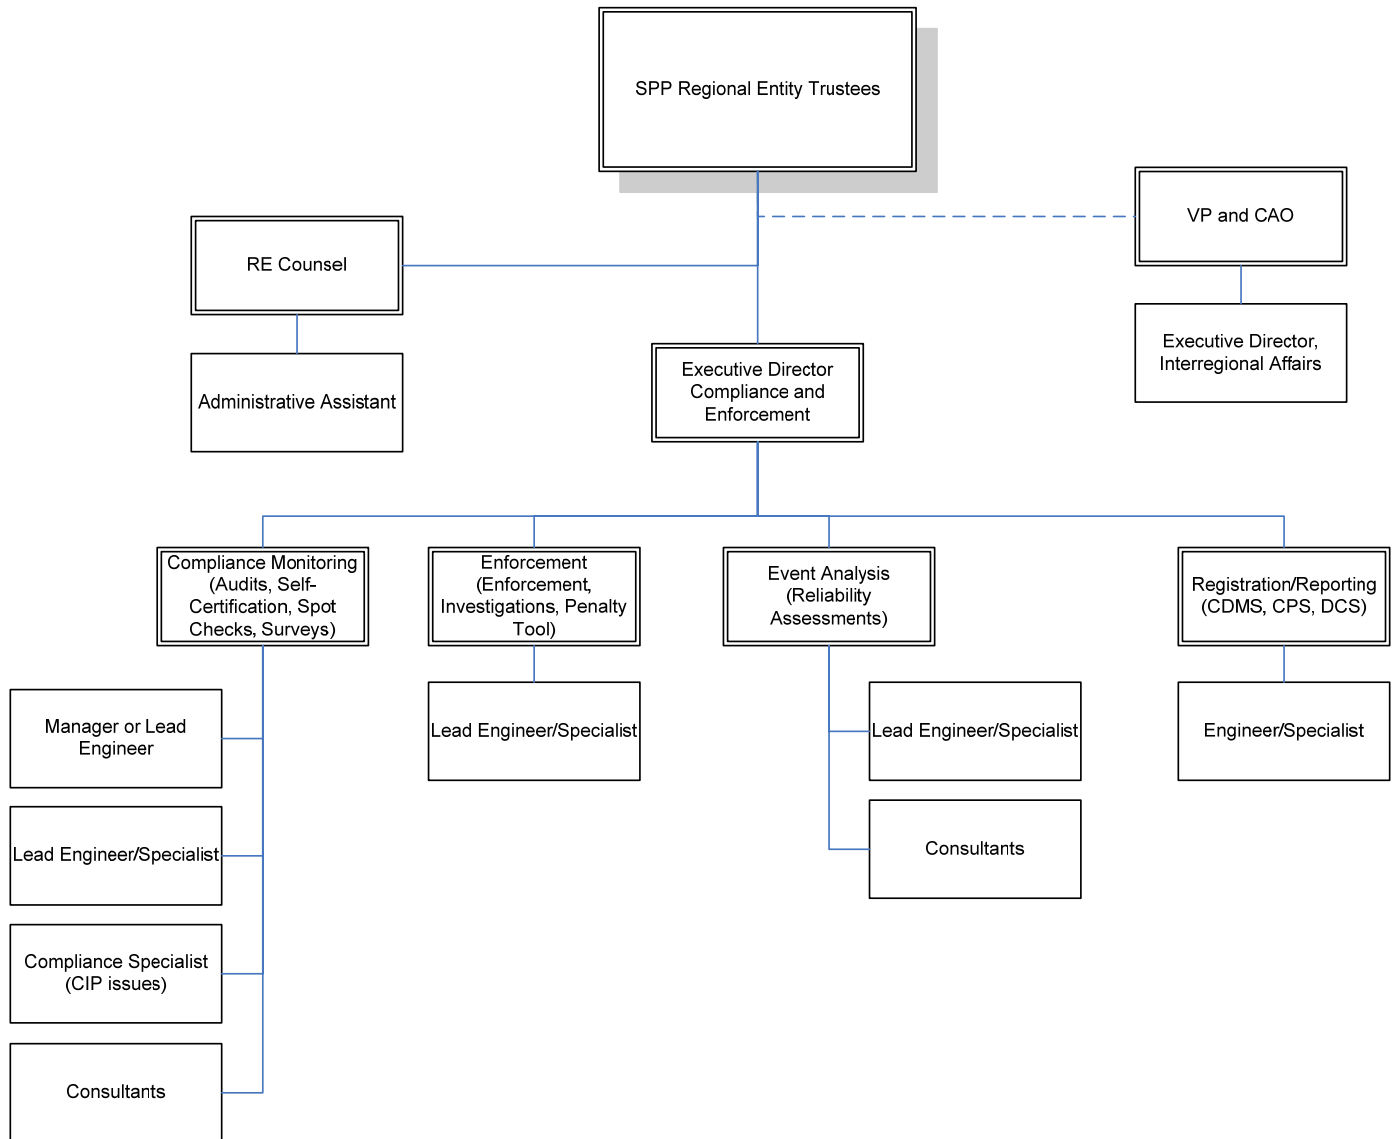 SPP Regional Entity Trustees
VP and CAO
RE Counsel
Executive Director,
Interregional Affairs
Executive Director
Compliance and
Enforcement
Administrative Assistant
Compliance Monitoring
(Audits, Self-
Certification, Spot
Checks, Surveys)
Enforcement
(Enforcement,
Investigations, Penalty
Tool)
Event Analysis
(Reliability
Assessments)
Registration/Reporting
(CDMS, CPS, DCS)
Manager or Lead
Engineer
Lead Engineer/Specialist
Lead Engineer/Specialist
Engineer/Specialist
Lead Engineer/Specialist
Consultants
Compliance Specialist
(CIP issues)
Consultants